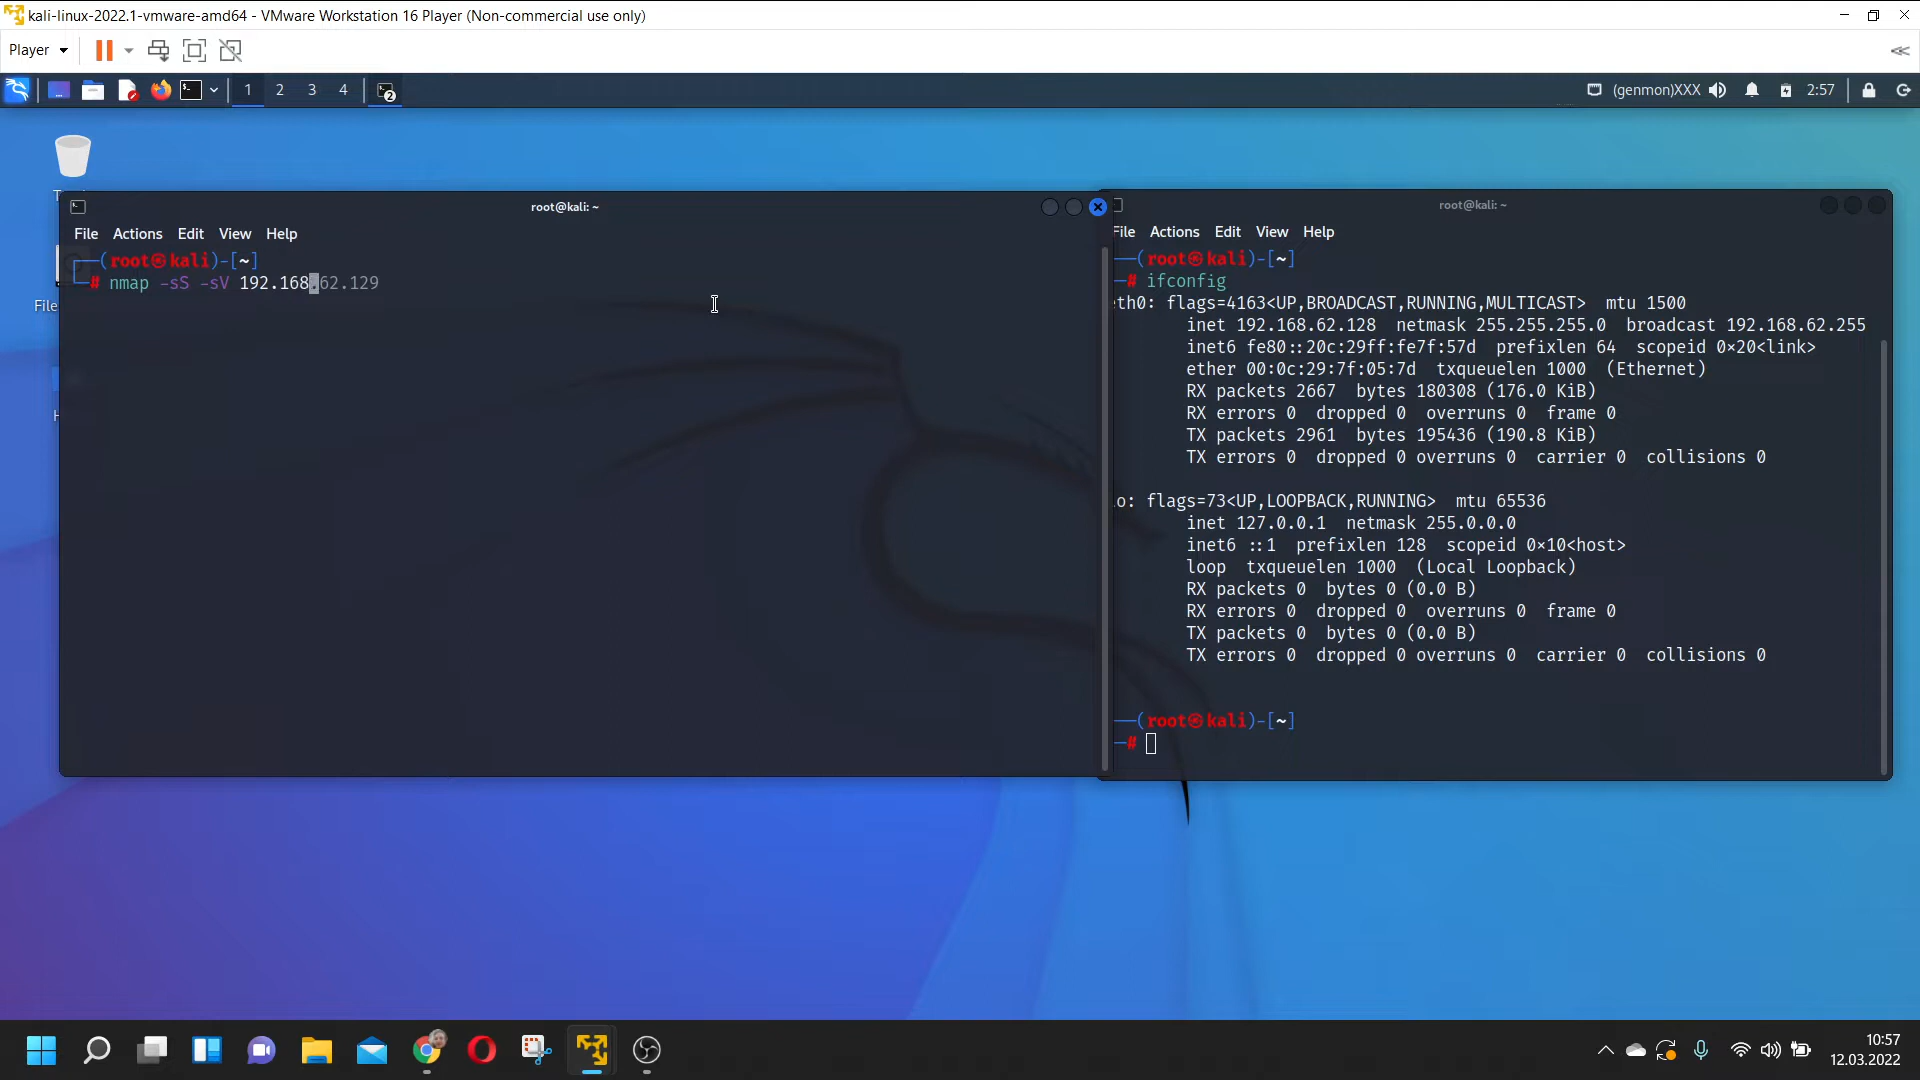 kali-linux-2022.1-vmware-amd64 - VMware Workstation 16 Player (Non-commercial use only)
Player
1 2 3 4
2
(genmon)XXX
2:57
root@kali: ~
File Actions Edit View Help
(root㉿kali)-[~]
# nmap -sS -sV 192.168.62.129
root@kali: ~
File Actions Edit View Help
(root㉿kali)-[~]
# ifconfig
eth0: flags=4163<UP,BROADCAST,RUNNING,MULTICAST> mtu 1500
inet 192.168.62.128 netmask 255.255.255.0 broadcast 192.168.62.255
inet6 fe80::20c:29ff:fe7f:57d prefixlen 64 scopeid 0×20<link>
ether 00:0c:29:7f:05:7d txqueuelen 1000 (Ethernet)
RX packets 2667 bytes 180308 (176.0 KiB)
RX errors 0 dropped 0 overruns 0 frame 0
TX packets 2961 bytes 195436 (190.8 KiB)
TX errors 0 dropped 0 overruns 0 carrier 0 collisions 0
lo: flags=73<UP,LOOPBACK,RUNNING> mtu 65536
inet 127.0.0.1 netmask 255.0.0.0
inet6 ::1 prefixlen 128 scopeid 0×10<host>
loop txqueuelen 1000 (Local Loopback)
RX packets 0 bytes 0 (0.0 B)
RX errors 0 dropped 0 overruns 0 frame 0
TX packets 0 bytes 0 (0.0 B)
TX errors 0 dropped 0 overruns 0 carrier 0 collisions 0
(root㉿kali)-[~]
#
File
10:57
12.03.2022